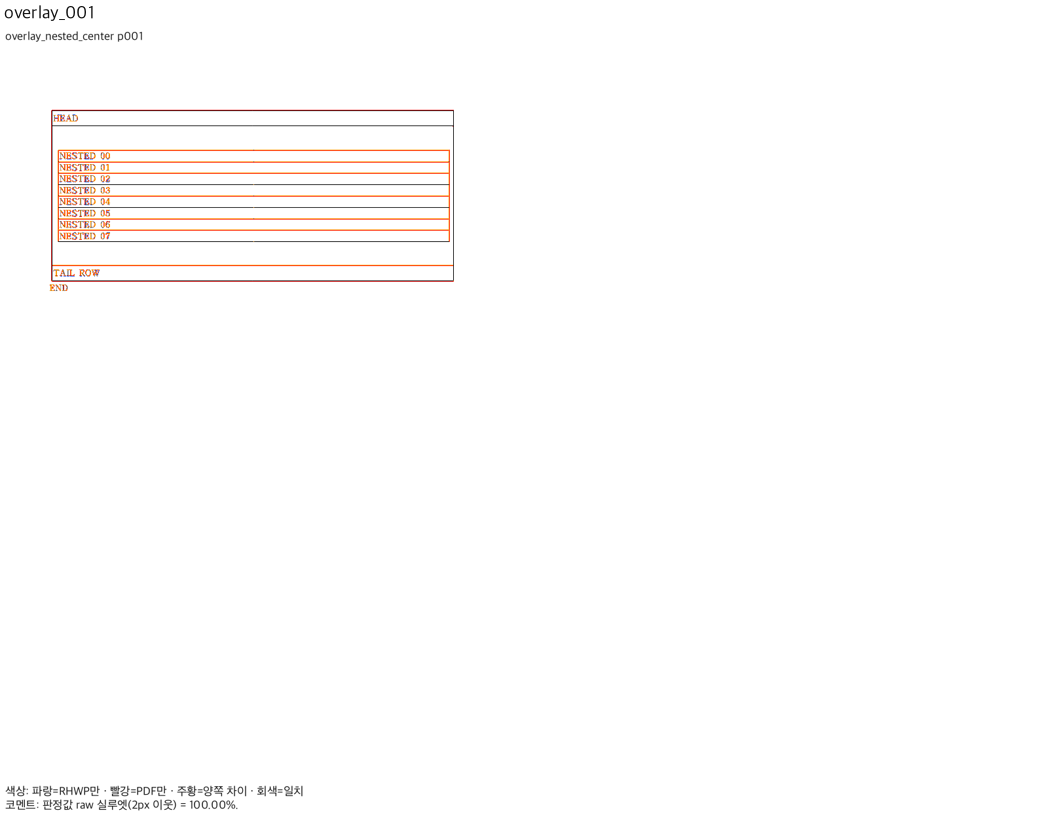 overlay_001
overlay_nested_center p001
HEAD
NESTED 00
NESTED 01
NESTED 02
NESTED 03
NESTED 04
NESTED 05
NESTED 06
NESTED 07
TAIL ROW
END
색상: 파랑=RHWP만 · 빨강=PDF만 · 주황=양쪽 차이 · 회색=일치
코멘트: 판정값 raw 실루엣(2px 이웃) = 100.00%.